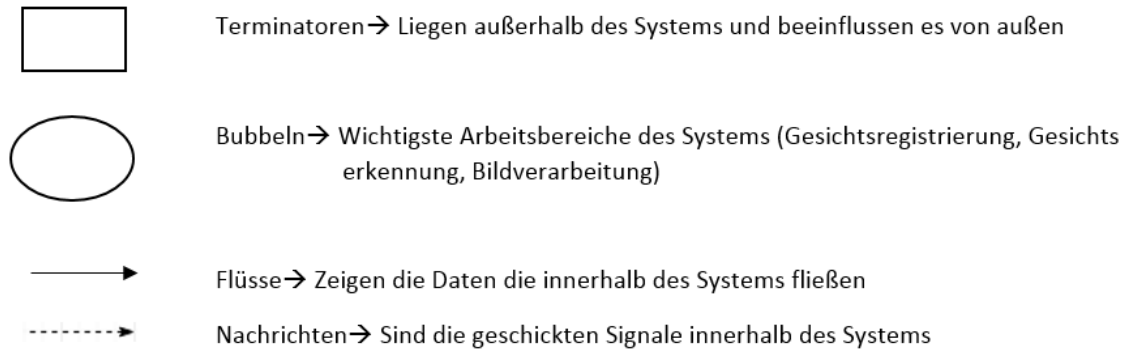 Terminatoren→ Liegen außerhalb des Systems und beeinflussen es von außen
Bubbeln→ Wichtigste Arbeitsbereiche des Systems (Gesichtsregistrierung, Gesichts
erkennung, Bildverarbeitung)
Flüsse→ Zeigen die Daten die innerhalb des Systems fließen
Nachrichten→ Sind die geschickten Signale innerhalb des Systems